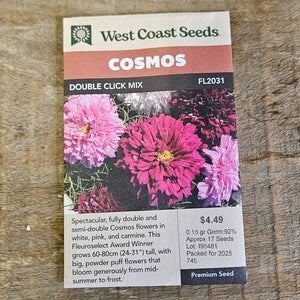 West Coast Seeds
COSMOS
DOUBLE CLICK MIX FL2031
Spectacular, fully double and
semi-double Cosmos flowers in
white, pink, and carmine. This
Fleuroselect Award Winner
grows 60-80cm (24-31") tall, with
big, powder puff flowers that
bloom generously from mid-
summer to frost.
$4.49
0.15 gr Germ:92%
Approx.17 Seeds
Lot. I95481
Packed for 2025
745
Premium Seed